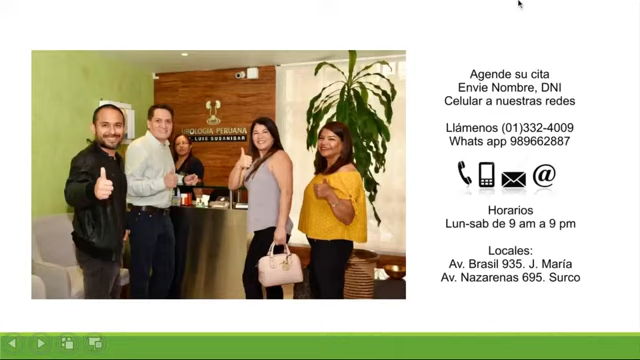 UROLOGIA PERUANA
LUIS SUSANIBAR
Agende su cita
Envie Nombre, DNI
Celular a nuestras redes
Llámenos (01)332-4009
Whats app 989662887
Horarios
Lun-sab de 9 am a 9 pm
Locales:
Av. Brasil 935. J. María
Av. Nazarenas 695. Surco